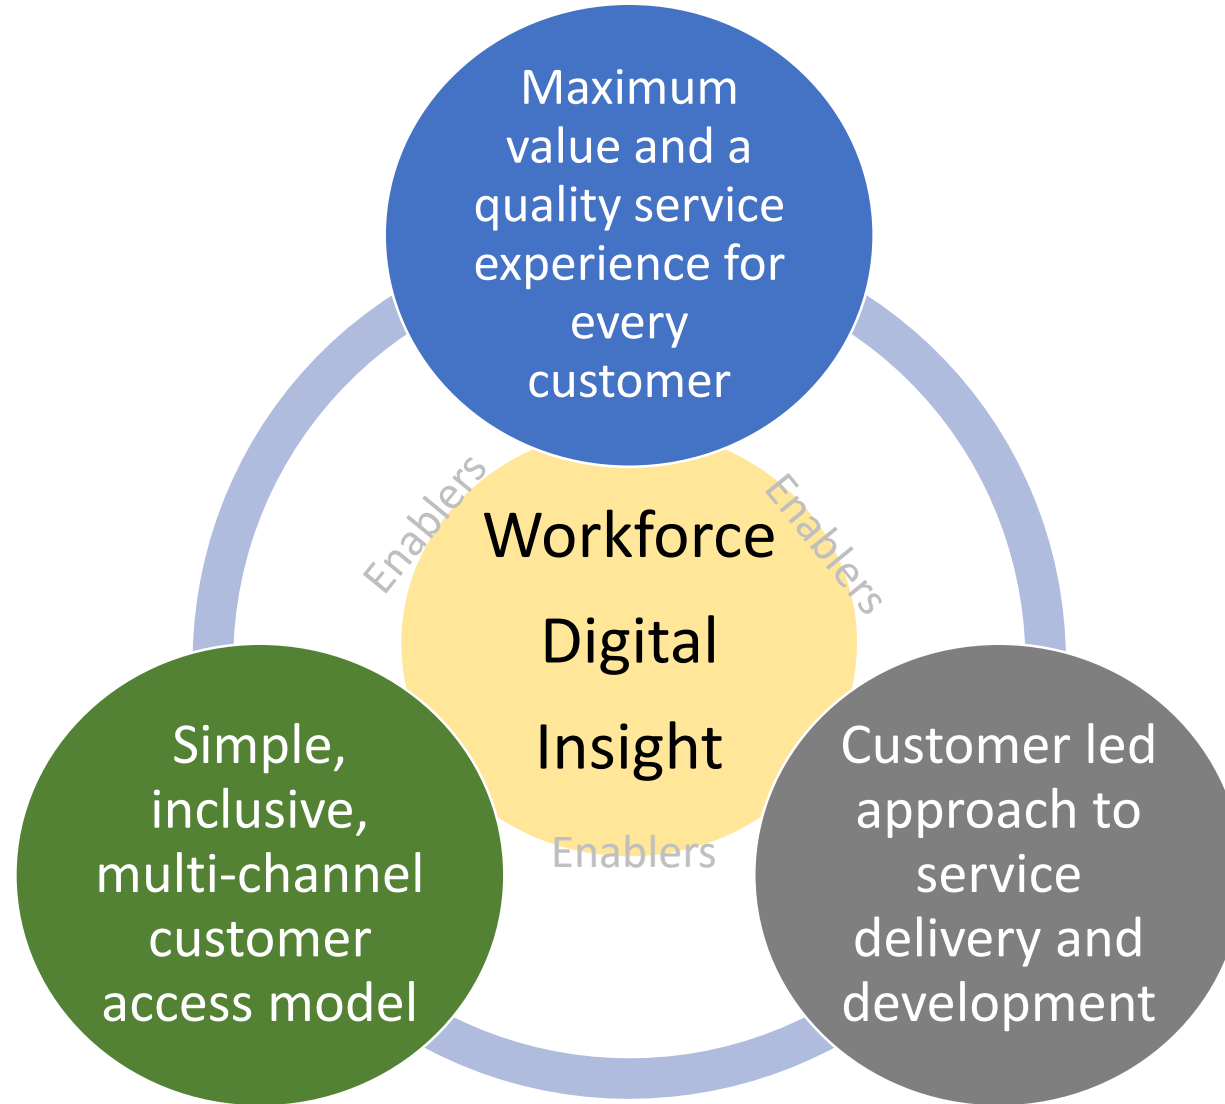 Maximum
value and a
quality service
experience for
every
customer
Enablers
Enablers
Workforce
Digital
Insight
Enablers
Simple,
inclusive,
multi-channel
customer
access model
Customer led
approach to
service
delivery and
development